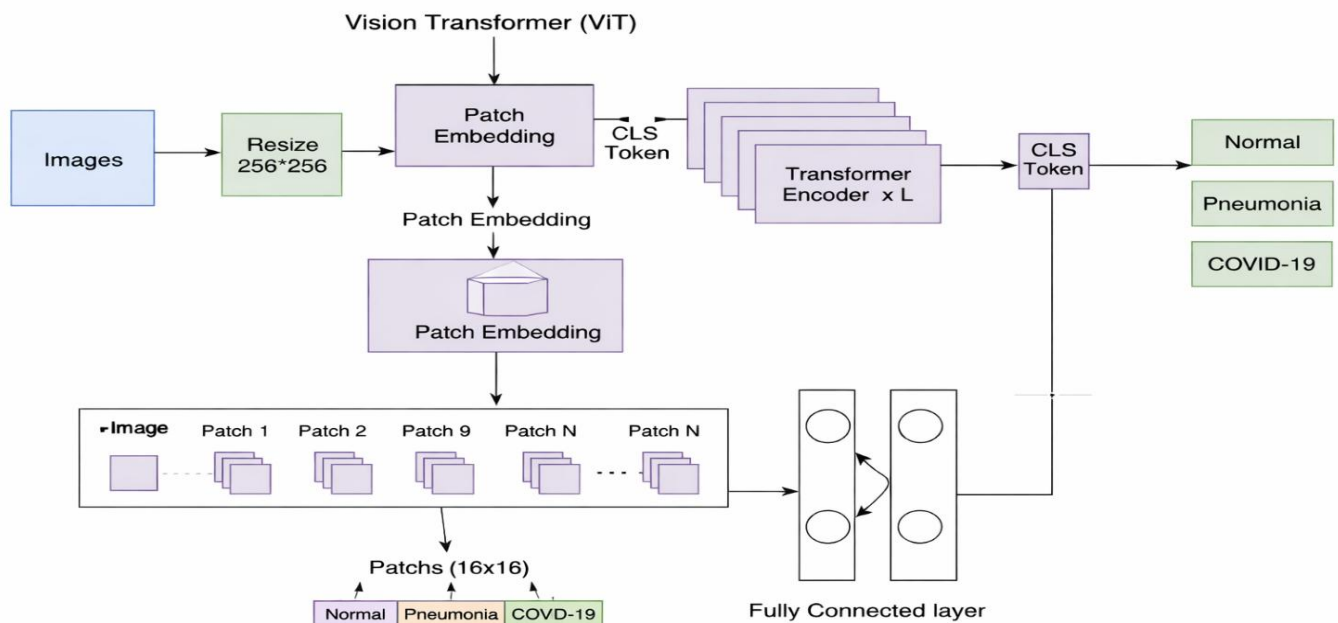 Vision Transformer (ViT)
Images
Resize
256*256
Patch
Embedding
CLS
Token
Transformer
Encoder x L
CLS
Token
Normal
Pneumonia
COVID-19
Patch Embedding
Patch Embedding
Image
Patch 1
Patch 2
Patch 9
Patch N
Patch N
Patchs (16x16)
Normal
Pneumonia
COVD-19
Fully Connected layer